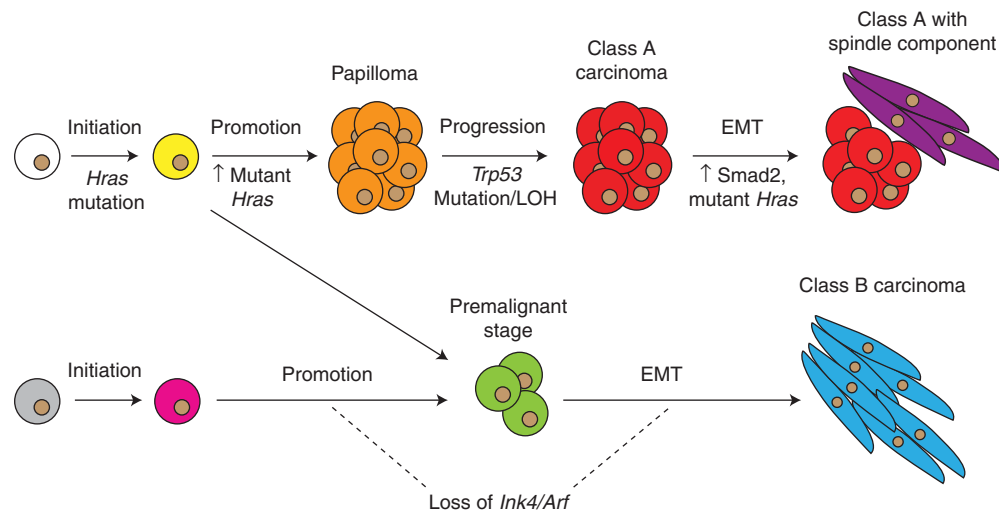 Class A with
spindle component
Class A
carcinoma
Papilloma
Initiation
Hras
mutation
Promotion
↑ Mutant
Hras
Progression
Trp53
Mutation/LOH
EMT
↑ Smad2,
mutant Hras
Class B carcinoma
Premalignant
stage
Initiation
Promotion
EMT
Loss of Ink4/Arf